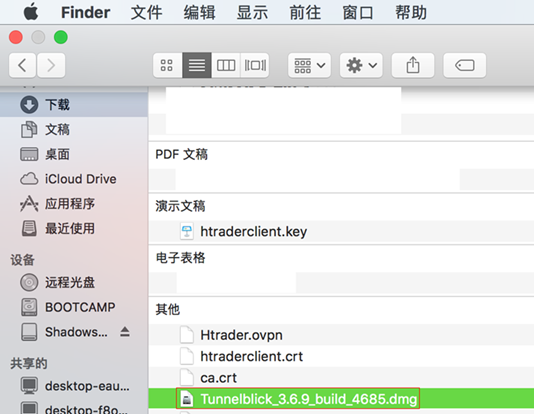 Finder 文件 编辑 显示 前往 窗口 帮助
下载
文稿
桌面
iCloud Drive
应用程序
最近使用
设备
远程光盘
BOOTCAMP
Shadows...
共享的
desktop-eau...
desktop-f8o...
PDF 文稿
演示文稿
htraderclient.key
电子表格
其他
Htrader.ovpn
htraderclient.crt
ca.crt
Tunnelblick_3.6.9_build_4685.dmg